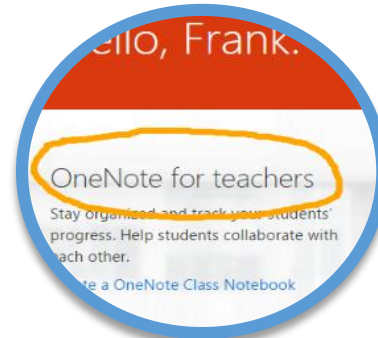 ello, Frank.
OneNote for teachers
Stay organized and track your students'
progress. Help students collaborate with
each other.
te a OneNote Class Notebook